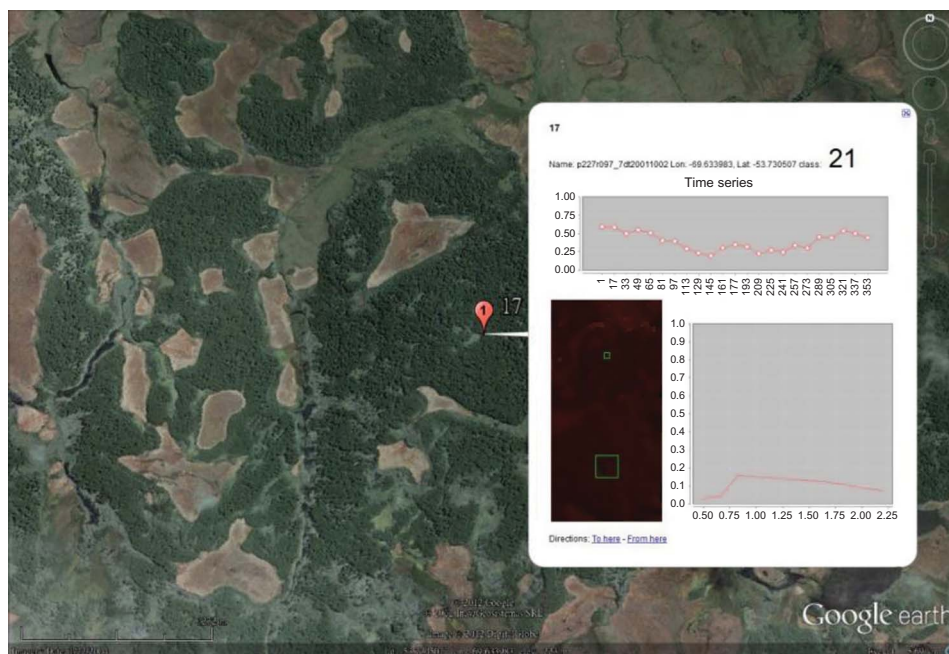 N
17
Name: p227r097_7dt20011002 Lon: -69.633983, Lat: -53.730507 class: 21
Time series
1.00
0.75
0.50
0.25
0.00
1 17 33 49 65 81 97 113 129 145 161 177 193 209 225 241 257 273 289 305 321 337 353
1 17
1.0
0.9
0.8
0.7
0.6
0.5
0.4
0.3
0.2
0.1
0.0
0.50 0.75 1.00 1.25 1.50 1.75 2.00 2.25
Directions: To here - From here
Google earth